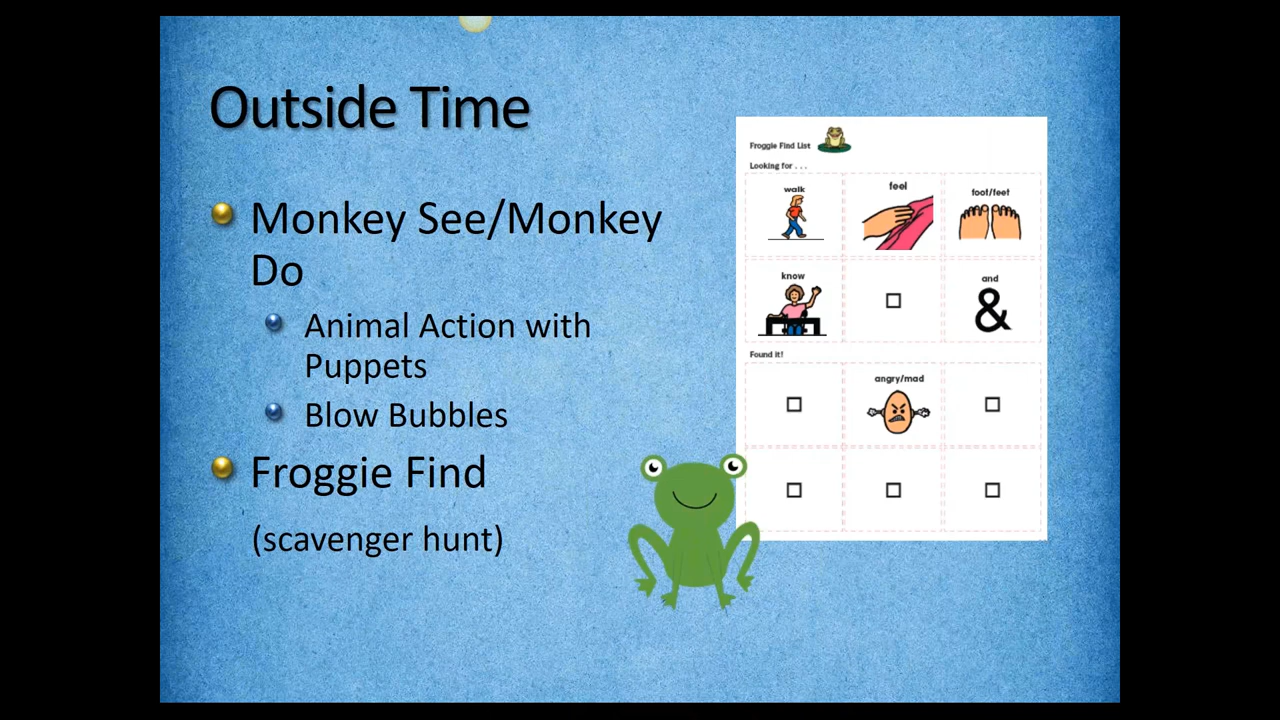 Outside Time
Monkey See/Monkey
Do
Animal Action with
Puppets
Blow Bubbles
Froggie Find
(scavenger hunt)
Froggie Find List
Looking for . . .
walk
feel
foot/feet
know
and
&
Found it!
angry/mad